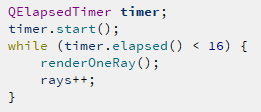 QElapsedTimer timer;
timer.start();
while (timer.elapsed() < 16) {
    renderOneRay();
    rays++;
}